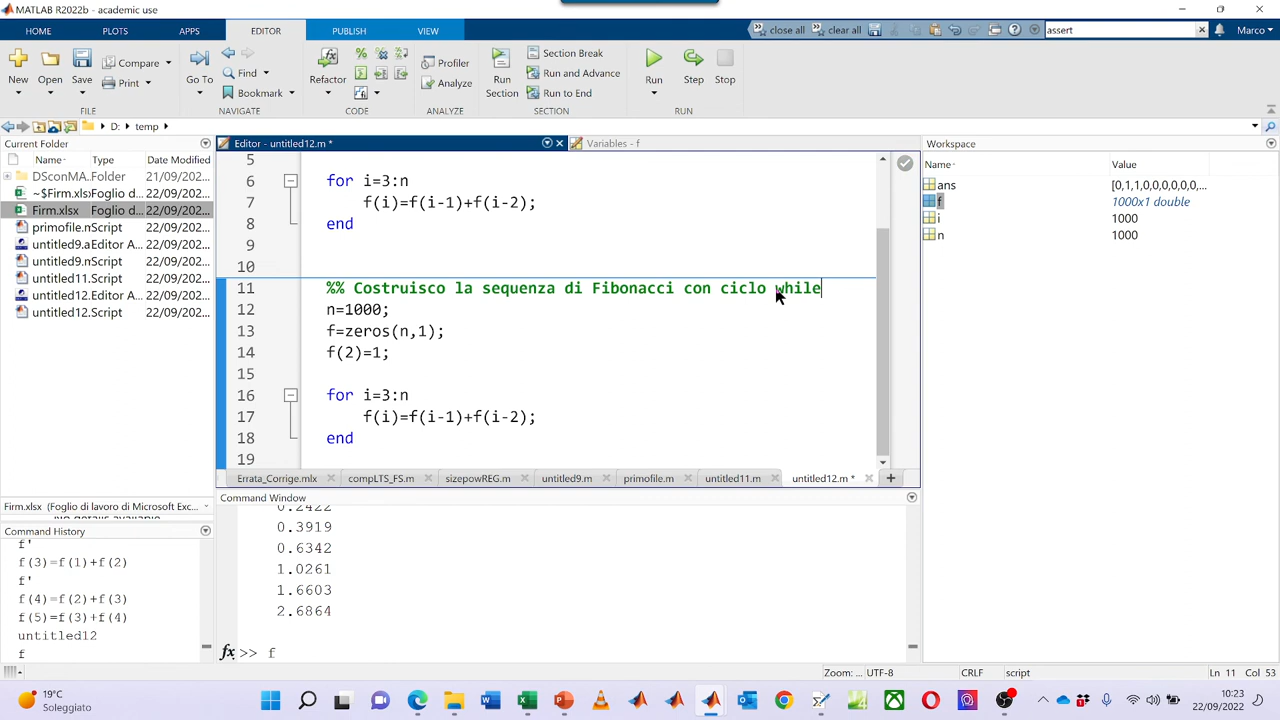 MATLAB R2022b - academic use
HOME PLOTS APPS EDITOR PUBLISH VIEW close all clear all assert Marco
New Open Save Compare Print Go To Find Bookmark Refactor Profiler Analyze Run Section Section Break Run and Advance Run to End Run Step Stop
FILE NAVIGATE CODE ANALYZE SECTION RUN
D: temp
Current Folder
Name Type Date Modified
DSconMA... Folder 21/09/202...
~$Firm.xlsx Foglio d... 22/09/202...
Firm.xlsx Foglio d... 22/09/202...
primofile.m Script 22/09/202...
untitled9.a Editor A... 22/09/202...
untitled9.m Script 22/09/202...
untitled11. Script 22/09/202...
untitled12. Editor A... 22/09/202...
untitled12. Script 22/09/202...
Firm.xlsx (Foglio di lavoro di Microsoft Exc...
Command History
f'
f(3)=f(1)+f(2)
f'
f(4)=f(2)+f(3)
f(5)=f(3)+f(4)
untitled12
f
Editor - untitled12.m * Variables - f
5
6 for i=3:n
7 f(i)=f(i-1)+f(i-2);
8 end
9
10
11 %% Costruisco la sequenza di Fibonacci con ciclo while
12 n=1000;
13 f=zeros(n,1);
14 f(2)=1;
15
16 for i=3:n
17 f(i)=f(i-1)+f(i-2);
18 end
19
Errata_Corrige.mlx compLTS_FS.m sizepowREG.m untitled9.m primofile.m untitled11.m untitled12.m *
Command Window
0.2422
0.3919
0.6342
1.0261
1.6603
2.6864
fx >> f
Workspace
Name Value
ans [0,1,1,0,0,0,0,0,0,...
f 1000x1 double
i 1000
n 1000
Zoom: ... UTF-8 CRLF script Ln 11 Col 53
19°C
Soleggiato
10:23
22/09/2022